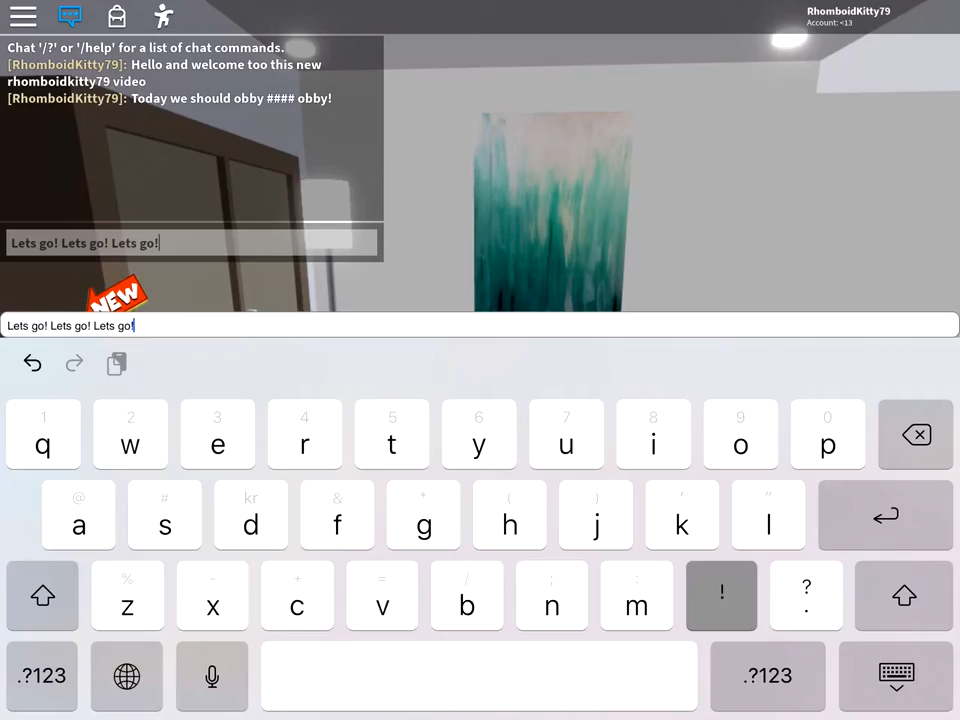 RhomboidKitty79
Account: <13
Chat '/?' or '/help' for a list of chat commands.
[RhomboidKitty79]: Hello and welcome too this new
rhomboidkitty79 video
[RhomboidKitty79]: Today we should obby #### obby!
Lets go! Lets go! Lets go!
NEW
Lets go! Lets go! Lets go!
1 2 3 4 5 6 7 8 9 0
q w e r t y u i o p
@ # kr & * ( ) ' "
a s d f g h j k l
% - + = / ; : ! ?
z x c v b n m .
.?123 .?123